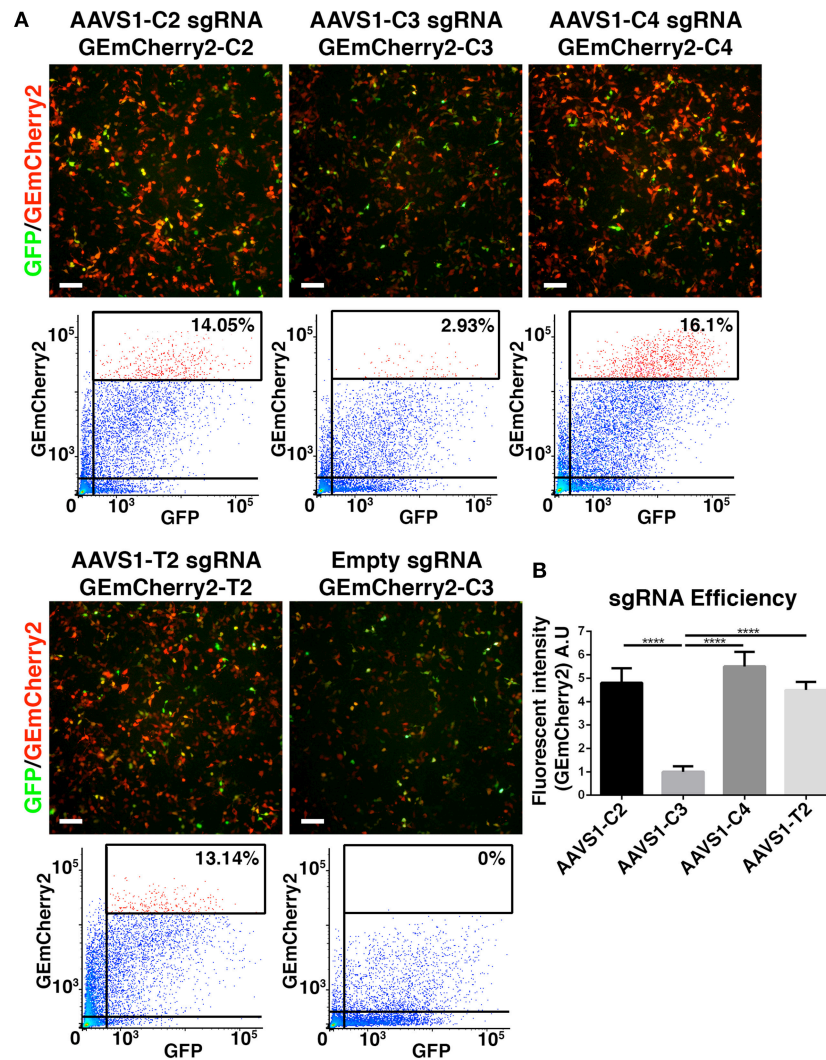 A
AAVS1-C2 sgRNA
GEmCherry2-C2
AAVS1-C3 sgRNA
GEmCherry2-C3
AAVS1-C4 sgRNA
GEmCherry2-C4
GFP/GEmCherry2
14.05%
2.93%
16.1%
GEmCherry2
10⁵
10³
0
10³
10⁵
GFP
GEmCherry2
10⁵
10³
0
10³
10⁵
GFP
GEmCherry2
10⁵
10³
0
10³
10⁵
GFP
AAVS1-T2 sgRNA
GEmCherry2-T2
Empty sgRNA
GEmCherry2-C3
GFP/GEmCherry2
13.14%
0%
GEmCherry2
10⁵
10³
0
10³
10⁵
GFP
GEmCherry2
10⁵
10³
0
10³
10⁵
GFP
B
sgRNA Efficiency
Fluorescent intensity
(GEmCherry2) A.U
7
6
5
4
3
2
1
0
****
****
****
AAVS1-C2
AAVS1-C3
AAVS1-C4
AAVS1-T2